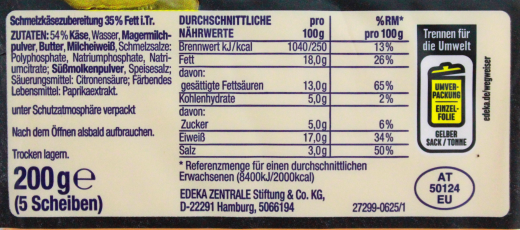 Schmelzkäsezubereitung 35% Fett i.Tr.
ZUTATEN: 54% Käse, Wasser, Magermilch-
pulver, Butter, Milcheiweiß, Schmelzsalze:
Polyphosphate, Natriumphosphate, Natri-
umcitrate; Süßmolkenpulver, Speisesalz;
Säuerungsmittel: Citronensäure; Färbendes
Lebensmittel: Paprikaextrakt.
unter Schutzatmosphäre verpackt
Nach dem Öffnen alsbald aufbrauchen.
Trocken lagern.
200 g e
(5 Scheiben)
DURCHSCHNITTLICHE pro %RM*
NÄHRWERTE 100g pro 100g
Brennwert kJ/kcal 1040/250 13%
Fett 18,0g 26%
davon:
gesättigte Fettsäuren 13,0g 65%
Kohlenhydrate 5,0g 2%
davon:
Zucker 5,0g 6%
Eiweiß 17,0g 34%
Salz 3,0g 50%
* Referenzmenge für einen durchschnittlichen
Erwachsenen (8400kJ/2000kcal)
EDEKA ZENTRALE Stiftung & Co. KG,
D-22291 Hamburg, 5066194 27299-0625/1
Trennen für
die Umwelt
UMVER-
PACKUNG
EINZEL-
FOLIE
GELBER
SACK / TONNE
edeka.de/wegweiser
AT
50124
EU